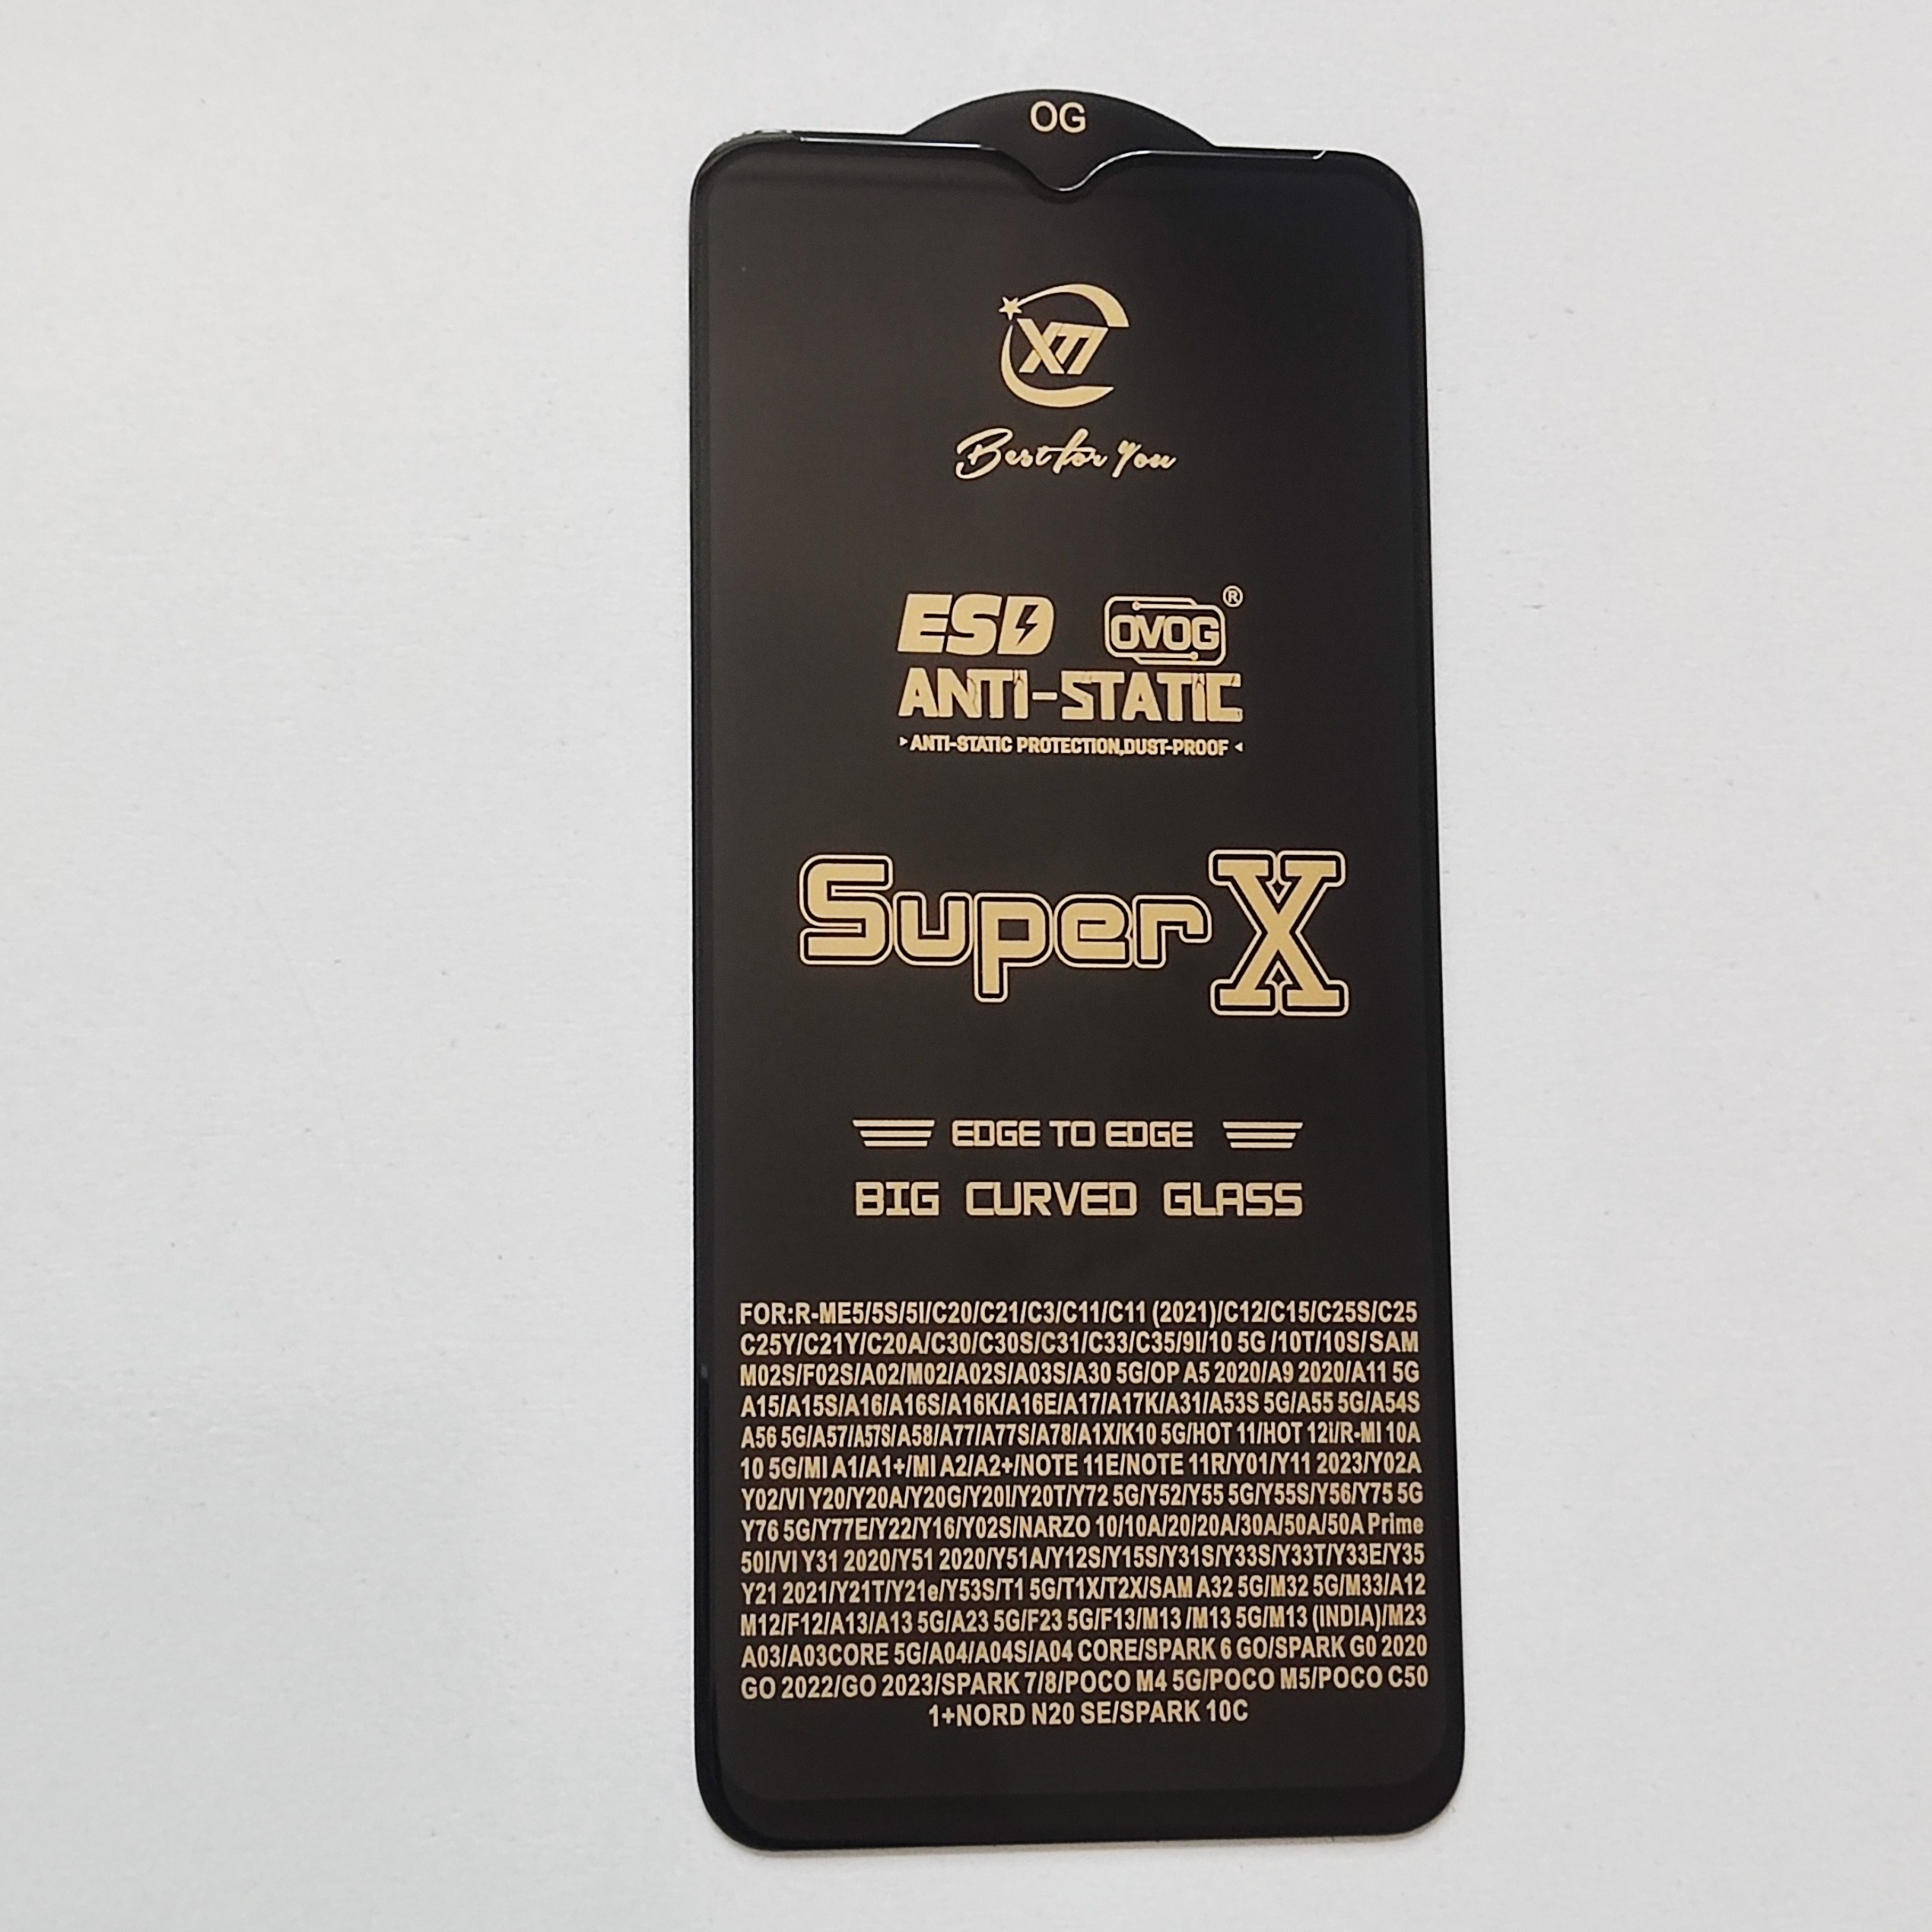 OG
X77
Best for You
ESD OVOG®
ANTI-STATIC
ANTI-STATIC PROTECTION,DUST-PROOF
Super X
EDGE TO EDGE
BIG CURVED GLASS
FOR:R-ME5/5S/5I/C20/C21/C3/C11/C11 (2021)/C12/C15/C25S/C25
C25Y/C21Y/C20A/C30/C30S/C31/C33/C35/9I/10 5G /10T/10S/SAM
M02S/F02S/A02/M02/A02S/A03S/A30 5G/OP A5 2020/A9 2020/A11 5G
A15/A15S/A16/A16S/A16K/A16E/A17/A17K/A31/A53S 5G/A55 5G/A54S
A56 5G/A57/A57S/A58/A77/A77S/A78/A1X/K10 5G/HOT 11/HOT 12i/R-MI 10A
10 5G/MI A1/A1+/MI A2/A2+/NOTE 11E/NOTE 11R/Y01/Y11 2023/Y02A
Y02/VI Y20/Y20A/Y20G/Y20I/Y20T/Y72 5G/Y52/Y55 5G/Y55S/Y56/Y75 5G
Y76 5G/Y77E/Y22/Y16/Y02S/NARZO 10/10A/20/20A/30A/50A/50A Prime
50I/VI Y31 2020/Y51 2020/Y51A/Y12S/Y15S/Y31S/Y33S/Y33T/Y33E/Y35
Y21 2021/Y21T/Y21e/Y53S/T1 5G/T1X/T2X/SAM A32 5G/M32 5G/M33/A12
M12/F12/A13/A13 5G/A23 5G/F23 5G/F13/M13 /M13 5G/M13 (INDIA)/M23
A03/A03CORE 5G/A04/A04S/A04 CORE/SPARK 6 GO/SPARK G0 2020
GO 2022/GO 2023/SPARK 7/8/POCO M4 5G/POCO M5/POCO C50
1+NORD N20 SE/SPARK 10C